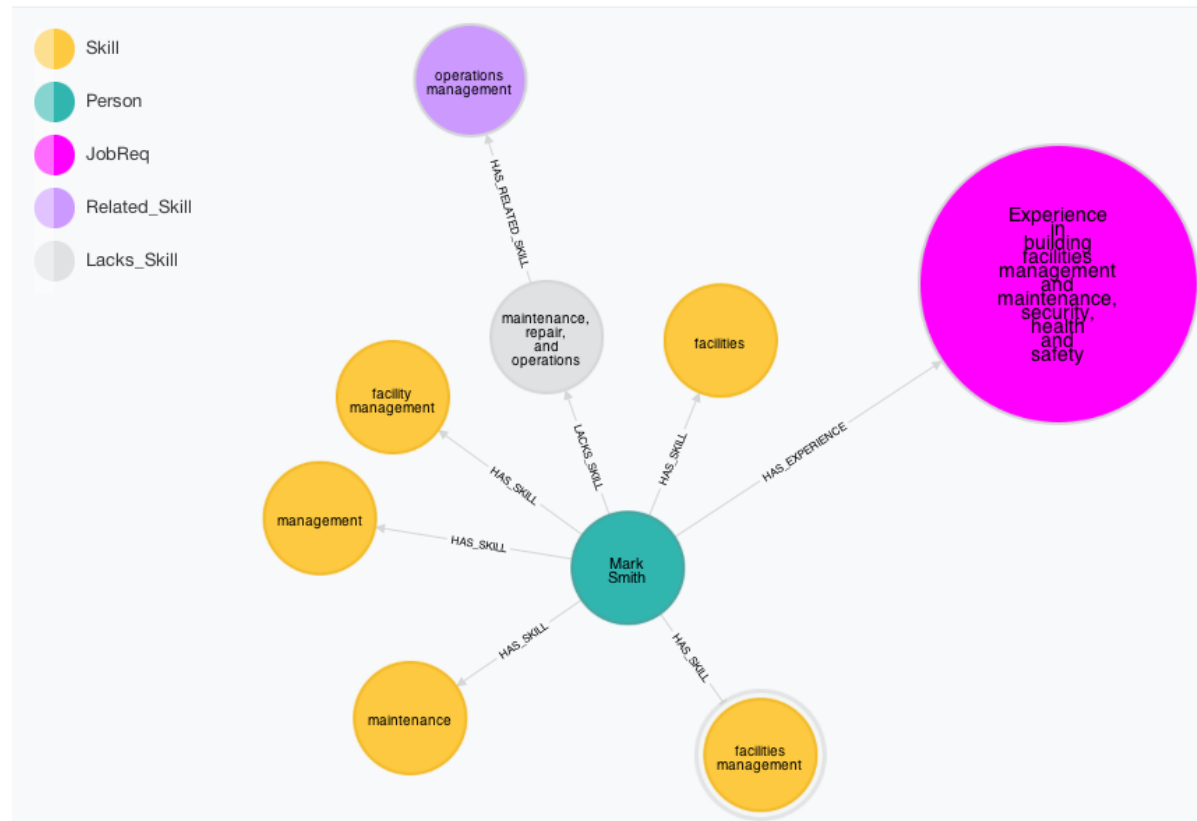 Skill
Person
JobReq
Related_Skill
Lacks_Skill
operations
management
HAS_RELATED_SKILL
maintenance,
repair,
and
operations
facilities
Experience
in
building
facilities
management
and
maintenance,
security,
health
and
safety
facility
management
LACKS_SKILL
HAS_SKILL
HAS_EXPERIENCE
HAS_SKILL
management
HAS_SKILL
Mark
Smith
HAS_SKILL
HAS_SKILL
maintenance
facilities
management